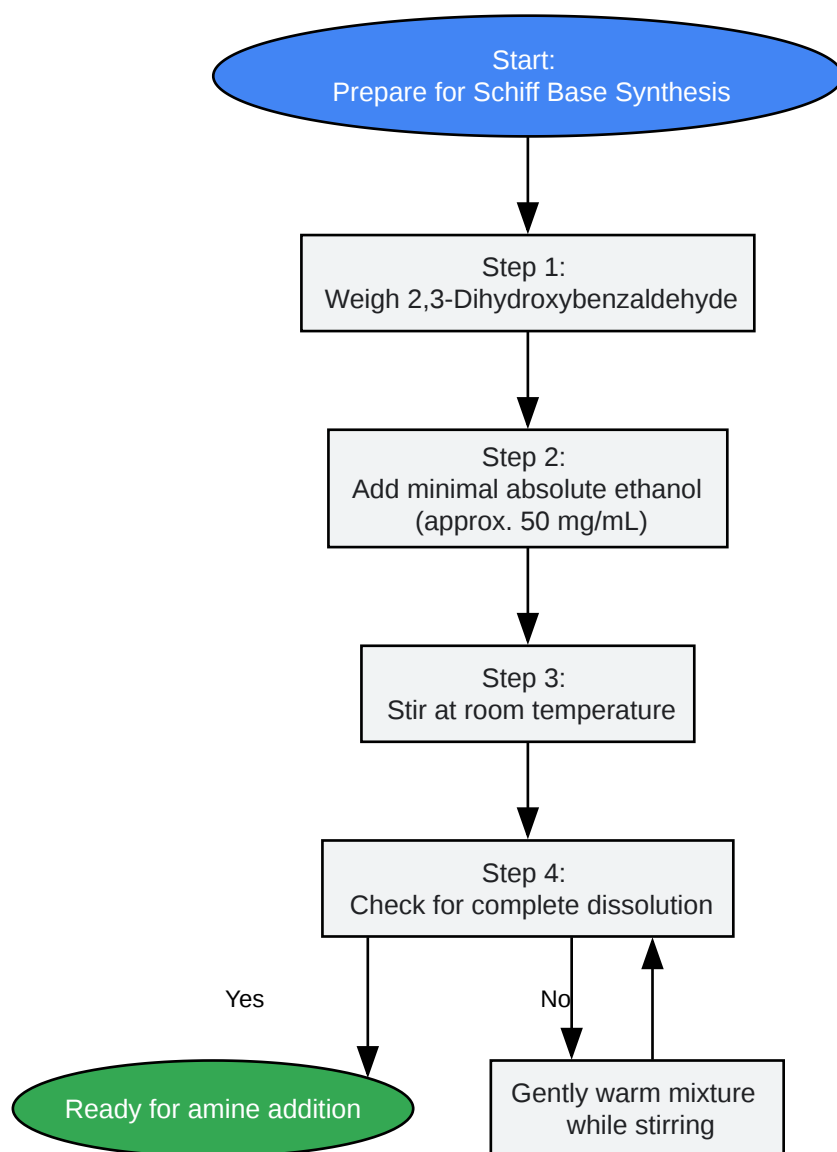 Start:
Prepare for Schiff Base Synthesis
Step 1:
Weigh 2,3-Dihydroxybenzaldehyde
Step 2:
Add minimal absolute ethanol
(approx. 50 mg/mL)
Step 3:
Stir at room temperature
Step 4:
Check for complete dissolution
Yes
No
Ready for amine addition
Gently warm mixture
while stirring